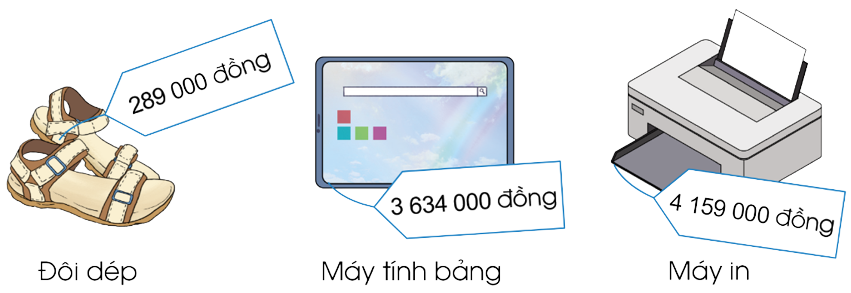 289 000 đồng
3 634 000 đồng
4 159 000 đồng
Đôi dép
Máy tính bảng
Máy in